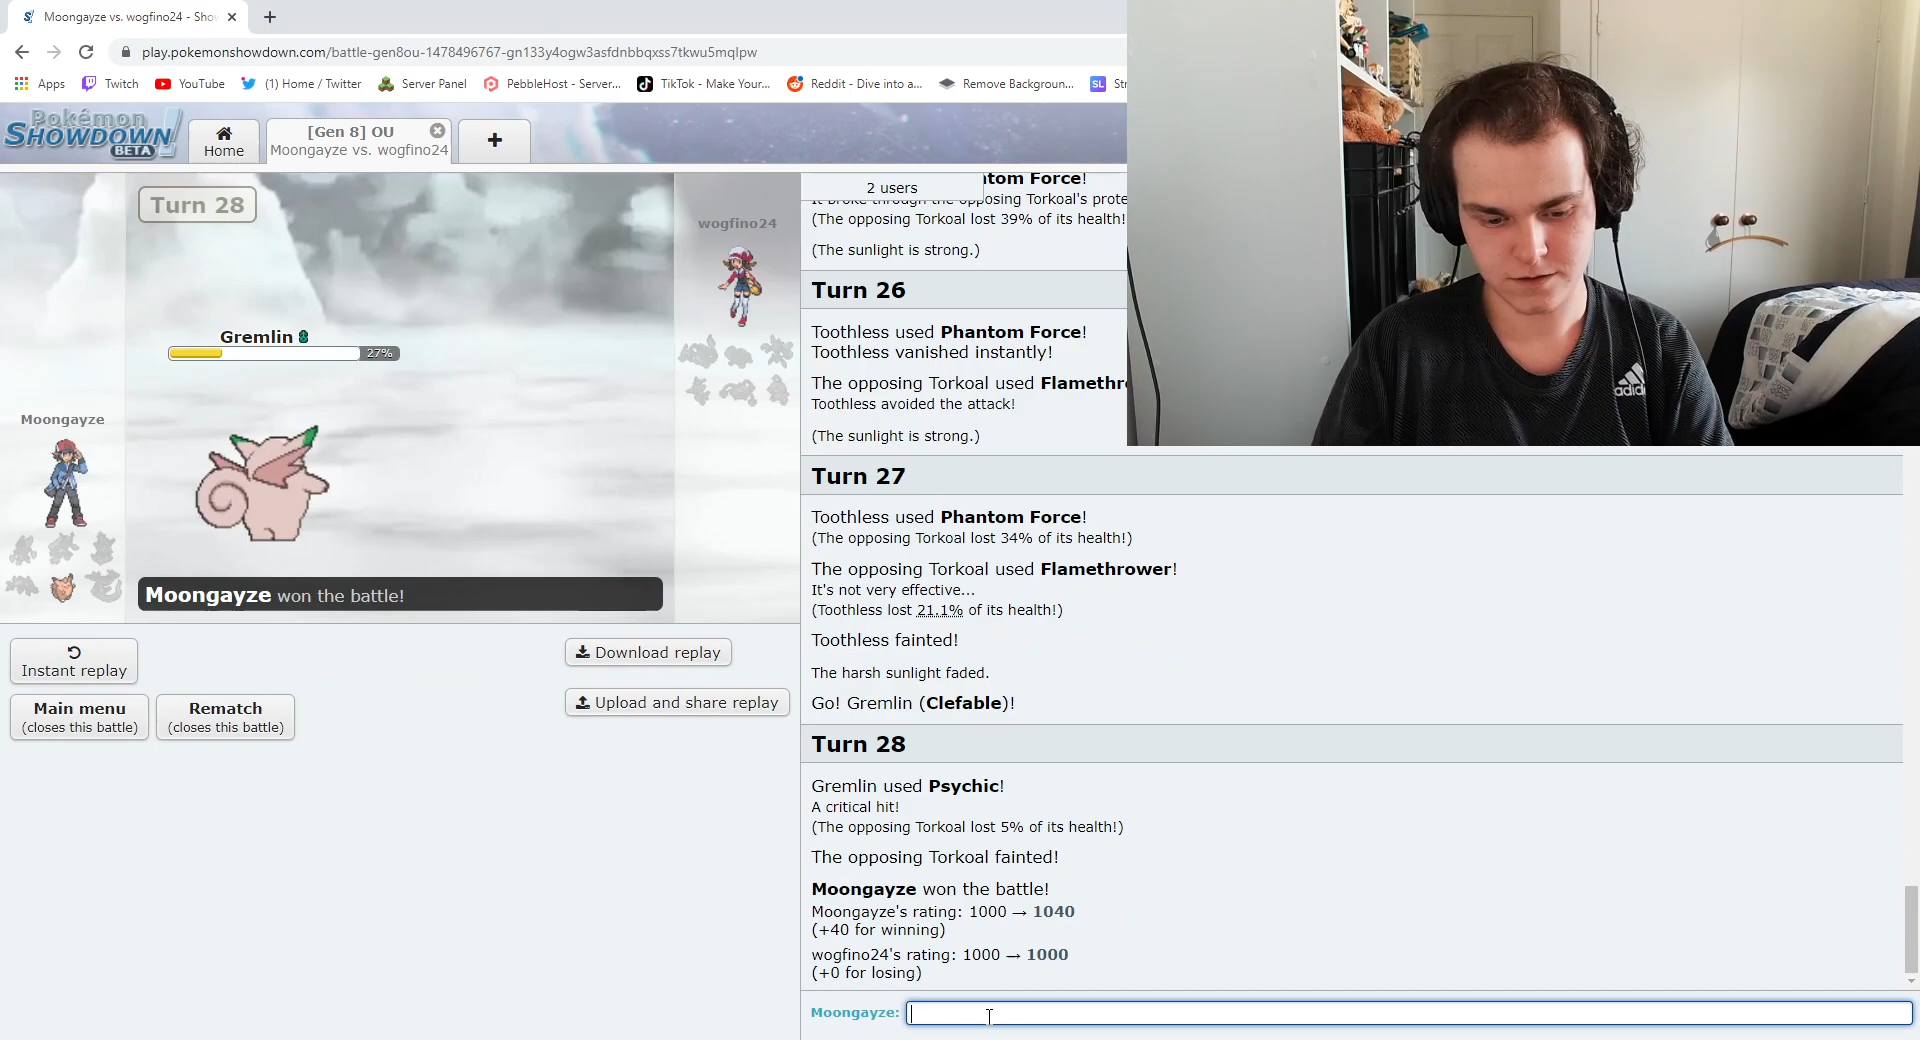 Moongayze vs. wogfino24 - Sho
play.pokemonshowdown.com/battle-gen8ou-1478496767-gn133y4ogw3asfdnbbqxss7tkwu5mqlpw
Apps Twitch YouTube (1) Home / Twitter Server Panel PebbleHost - Server... TikTok - Make Your... Reddit - Dive into a... Remove Backgroun...
Pokémon
SHOWDOWN!
BETA
Home
[Gen 8] OU
Moongayze vs. wogfino24
Turn 28
wogfino24
Gremlin
27%
Moongayze
Moongayze won the battle!
Instant replay
Download replay
Main menu
(closes this battle)
Rematch
(closes this battle)
Upload and share replay
2 users
Force!
(The opposing Torkoal lost 39% of its health!
(The sunlight is strong.)
Turn 26
Toothless used Phantom Force!
Toothless vanished instantly!
The opposing Torkoal used Flamethr
Toothless avoided the attack!
(The sunlight is strong.)
Turn 27
Toothless used Phantom Force!
(The opposing Torkoal lost 34% of its health!)
The opposing Torkoal used Flamethrower!
It's not very effective...
(Toothless lost 21.1% of its health!)
Toothless fainted!
The harsh sunlight faded.
Go! Gremlin (Clefable)!
Turn 28
Gremlin used Psychic!
A critical hit!
(The opposing Torkoal lost 5% of its health!)
The opposing Torkoal fainted!
Moongayze won the battle!
Moongayze's rating: 1000 → 1040
(+40 for winning)
wogfino24's rating: 1000 → 1000
(+0 for losing)
Moongayze:
adidas